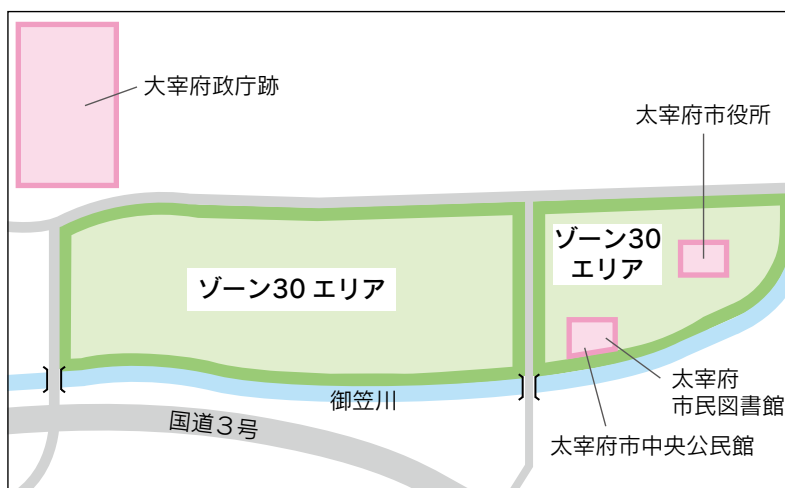 大宰府政庁跡
太宰府市役所
ゾーン30 エリア
ゾーン30
エリア
御笠川
国道3号
太宰府
市民図書館
太宰府市中央公民館